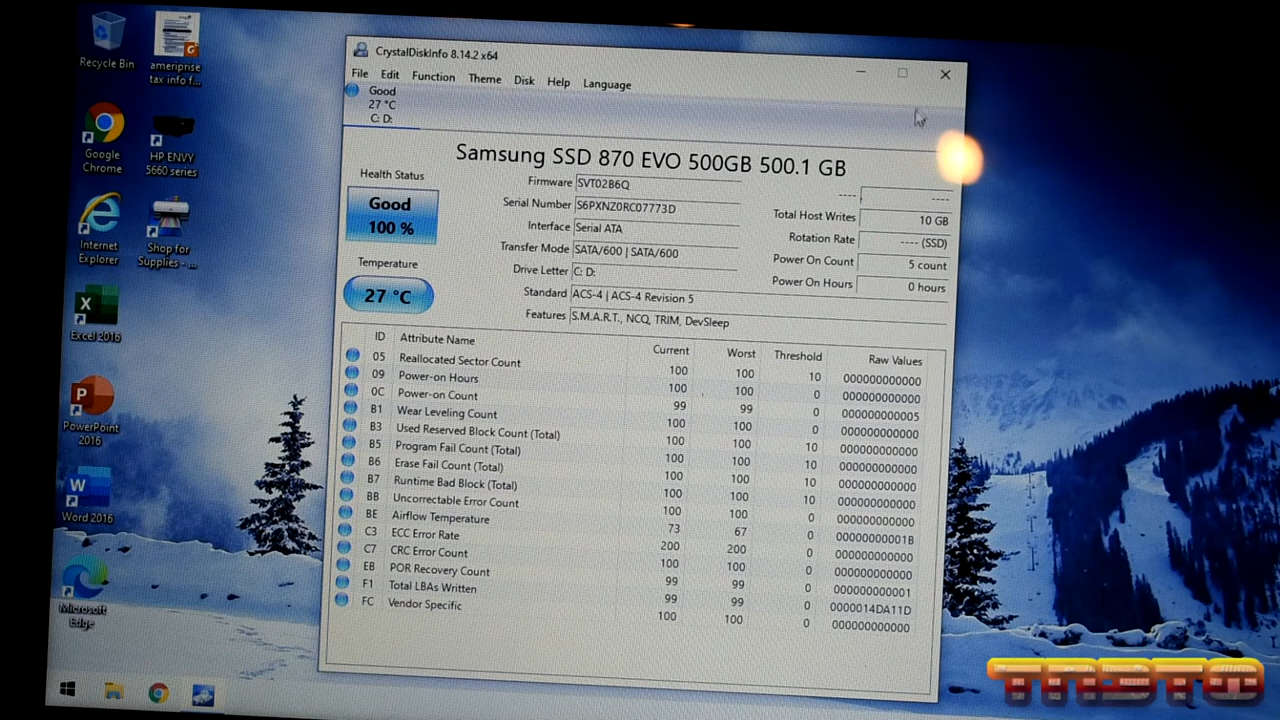 Recycle Bin
ameriprise
tax info f...
Google
Chrome
HP ENVY
5660 series
Internet
Explorer
Shop for
Supplies - ...
Excel 2016
PowerPoint
2016
Word 2016
Microsoft
Edge
CrystalDiskInfo 8.14.2 x64
File Edit Function Theme Disk Help Language
Good
27 °C
C: D:
Samsung SSD 870 EVO 500GB 500.1 GB
Health Status
Good
100 %
Temperature
27 °C
Firmware SVT02B6Q
Serial Number S6PXNZ0RC07773D
Interface Serial ATA
Transfer Mode SATA/600 | SATA/600
Drive Letter C: D:
Standard ACS-4 | ACS-4 Revision 5
Features S.M.A.R.T., NCQ, TRIM, DevSleep
---- ----
Total Host Writes 10 GB
Rotation Rate ---- (SSD)
Power On Count 5 count
Power On Hours 0 hours
ID Attribute Name Current Worst Threshold Raw Values
05 Reallocated Sector Count 100 100 10 000000000000
09 Power-on Hours 100 100 0 000000000000
0C Power-on Count 99 99 0 000000000005
B1 Wear Leveling Count 100 100 0 000000000000
B3 Used Reserved Block Count (Total) 100 100 10 000000000000
B5 Program Fail Count (Total) 100 100 10 000000000000
B6 Erase Fail Count (Total) 100 100 10 000000000000
B7 Runtime Bad Block (Total) 100 100 10 000000000000
BB Uncorrectable Error Count 100 100 0 000000000000
BE Airflow Temperature 73 67 0 00000000001B
C3 ECC Error Rate 200 200 0 000000000000
C7 CRC Error Count 100 100 0 000000000000
EB POR Recovery Count 99 99 0 000000000001
F1 Total LBAs Written 99 99 0 0000014DA11D
FC Vendor Specific 100 100 0 000000000000